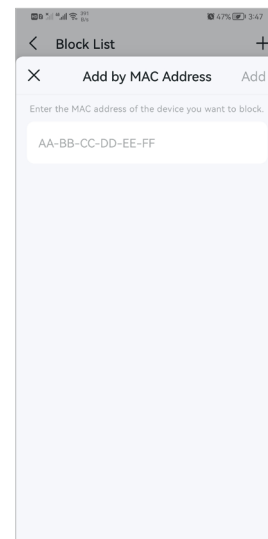 47% 3:47
Block List
Add by MAC Address Add
Enter the MAC address of the device you want to block.
AA-BB-CC-DD-EE-FF